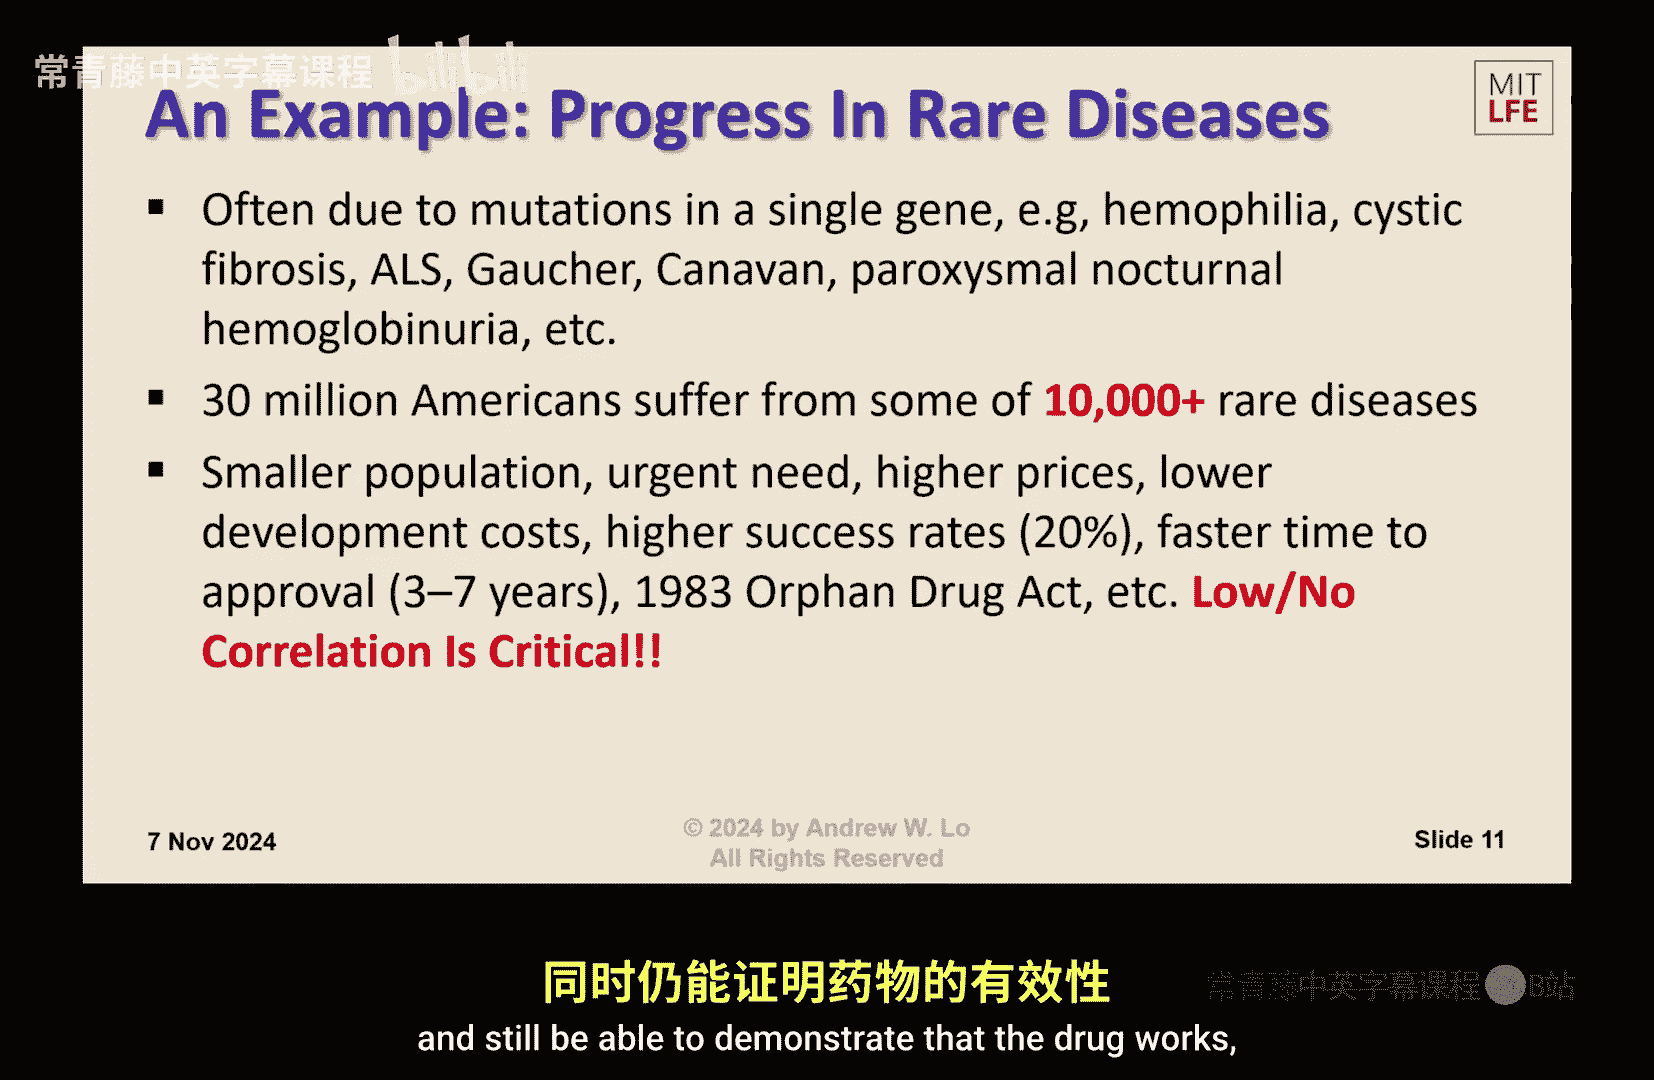 常青藤中英字幕课程 bilibili
An Example: Progress In Rare Diseases
MIT
LFE
▪ Often due to mutations in a single gene, e.g, hemophilia, cystic
fibrosis, ALS, Gaucher, Canavan, paroxysmal nocturnal
hemoglobinuria, etc.
▪ 30 million Americans suffer from some of 10,000+ rare diseases
▪ Smaller population, urgent need, higher prices, lower
development costs, higher success rates (20%), faster time to
approval (3–7 years), 1983 Orphan Drug Act, etc. Low/No
Correlation Is Critical!!
7 Nov 2024
© 2024 by Andrew W. Lo
All Rights Reserved
Slide 11
同时仍能证明药物的有效性
常青藤中英字幕课程 B站
and still be able to demonstrate that the drug works,